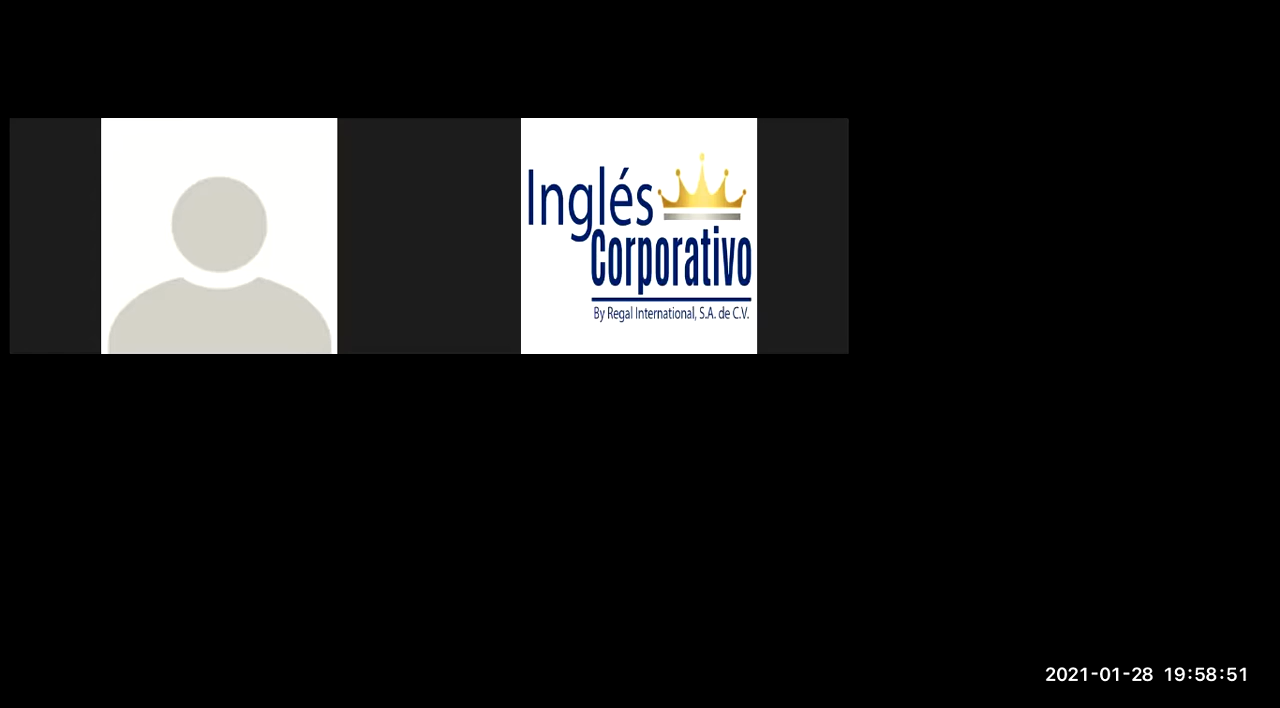 Inglés
Corporativo
By Regal International, S.A. de C.V.
2021-01-28 19:58:51